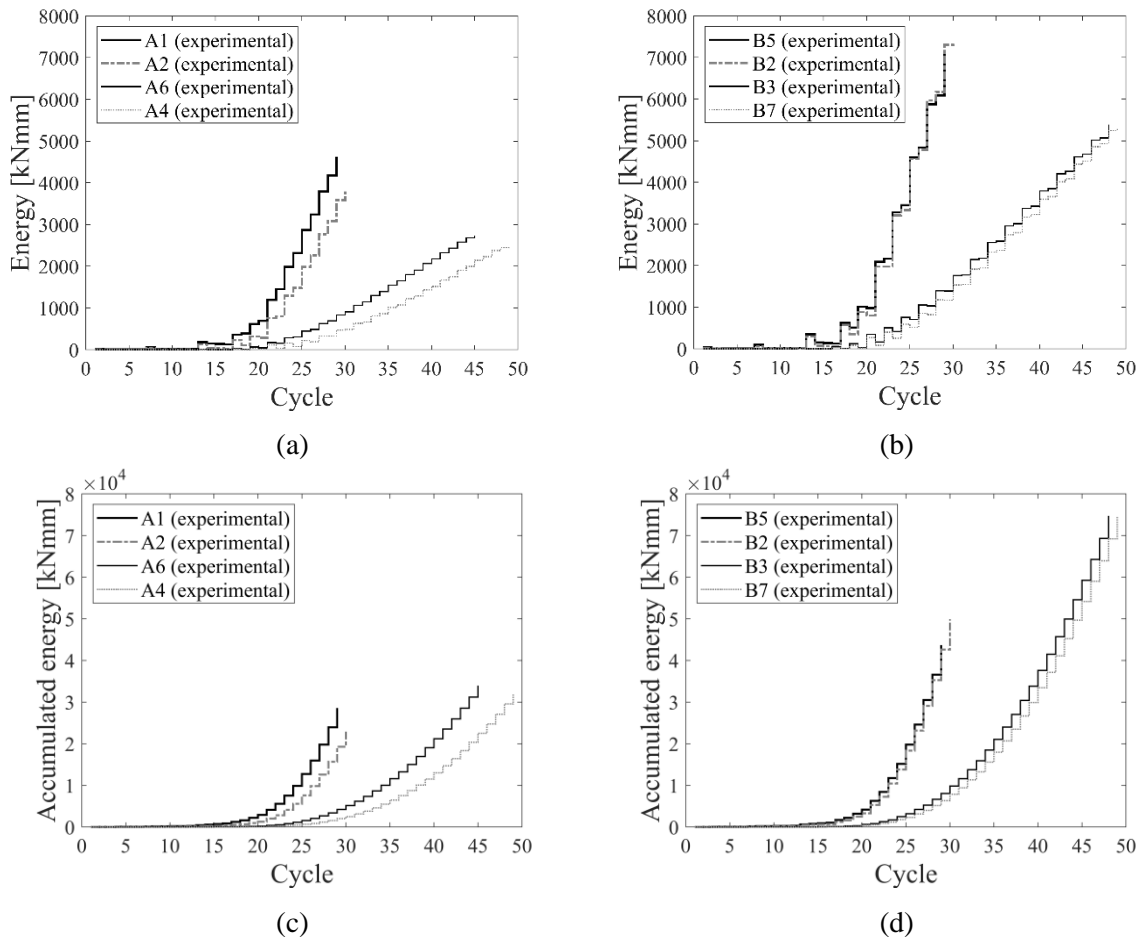 8000
7000
6000
5000
4000
3000
2000
1000
0
Energy [kNmm]
A1 (experimental)
A2 (experimental)
A6 (experimental)
A4 (experimental)
0 5 10 15 20 25 30 35 40 45 50
Cycle
(a)
8000
7000
6000
5000
4000
3000
2000
1000
0
Energy [kNmm]
B5 (experimental)
B2 (experimental)
B3 (experimental)
B7 (experimental)
0 5 10 15 20 25 30 35 40 45 50
Cycle
(b)
×10⁴
8
7
6
5
4
3
2
1
0
Accumulated energy [kNmm]
A1 (experimental)
A2 (experimental)
A6 (experimental)
A4 (experimental)
0 5 10 15 20 25 30 35 40 45 50
Cycle
(c)
×10⁴
8
7
6
5
4
3
2
1
0
Accumulated energy [kNmm]
B5 (experimental)
B2 (experimental)
B3 (experimental)
B7 (experimental)
0 5 10 15 20 25 30 35 40 45 50
Cycle
(d)